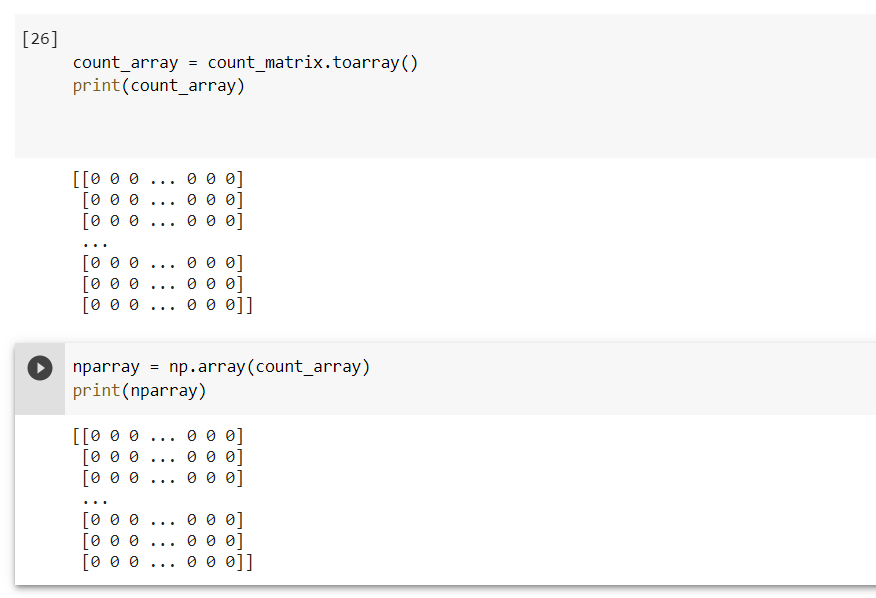 [26]
count_array = count_matrix.toarray()
print(count_array)
[[0 0 0 ... 0 0 0]
[0 0 0 ... 0 0 0]
[0 0 0 ... 0 0 0]
...
[0 0 0 ... 0 0 0]
[0 0 0 ... 0 0 0]
[0 0 0 ... 0 0 0]]
nparray = np.array(count_array)
print(nparray)
[[0 0 0 ... 0 0 0]
[0 0 0 ... 0 0 0]
[0 0 0 ... 0 0 0]
...
[0 0 0 ... 0 0 0]
[0 0 0 ... 0 0 0]
[0 0 0 ... 0 0 0]]